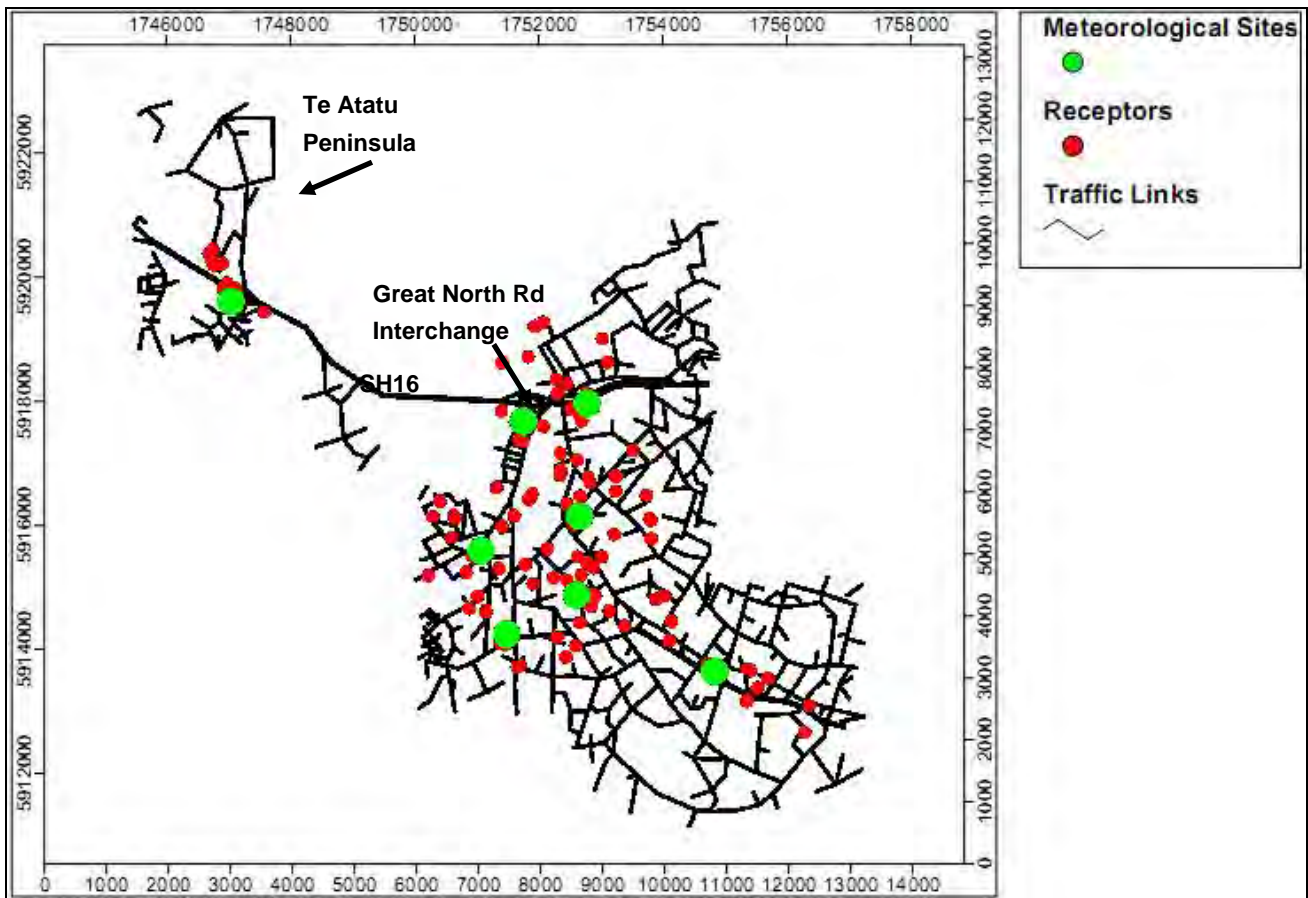 1746000 1748000 1750000 1752000 1754000 1756000 1758000
Meteorological Sites
Receptors
Traffic Links
Te Atatu
Peninsula
Great North Rd
Interchange
SH16
5922000
5920000
5918000
5916000
5914000
5912000
13000
12000
11000
10000
9000
8000
7000
6000
5000
4000
3000
2000
1000
0
0 1000 2000 3000 4000 5000 6000 7000 8000 9000 10000 11000 12000 13000 14000